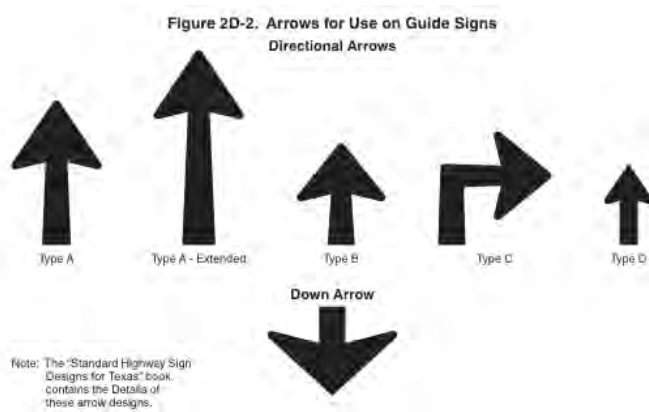 Figure 2D-2. Arrows for Use on Guide Signs
Directional Arrows
Type A
Type A - Extended
Type B
Type C
Type D
Down Arrow
Note: The "Standard Highway Sign
Designs for Texas" book
contains the Details of
these arrow designs.